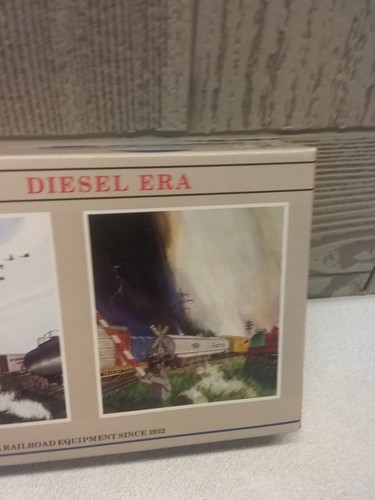 DIESEL ERA
RAILROAD EQUIPMENT SINCE 1932